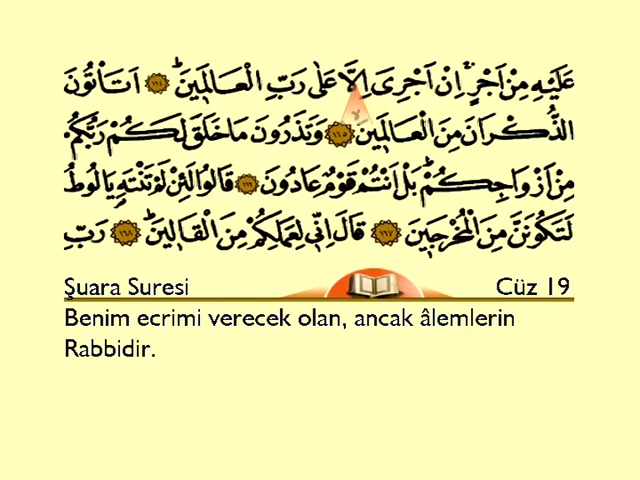 عَلَيْهِ مِنْ اَجْرٍۚ اِنْ اَجْرِىَ اِلَّا عَلٰى رَبِّ الْعَالَم۪ينَۜ ﴿١٦٤﴾ اَتَأْتُونَ
الذُّكْرَانَ مِنَ الْعَالَم۪ينَۙ ﴿١٦٥﴾ وَتَذَرُونَ مَا خَلَقَ لَكُمْ رَبُّكُمْ
مِنْ اَزْوَاجِكُمْۜ بَلْ اَنْتُمْ قَوْمٌ عَادُونَ ﴿١٦٦﴾ قَالُوا لَئِنْ لَمْ تَنْتَهِ يَالُوطُ
لَتَكُونَنَّ مِنَ الْمُخْرَج۪ينَ ﴿١٦٧﴾ قَالَ اِنّ۪ى لِعَمَلِكُمْ مِنَ الْقَال۪ينَۜ ﴿١٦٨﴾ رَبِّ
Şuara Suresi Cüz 19
Benim ecrimi verecek olan, ancak âlemlerin
Rabbidir.